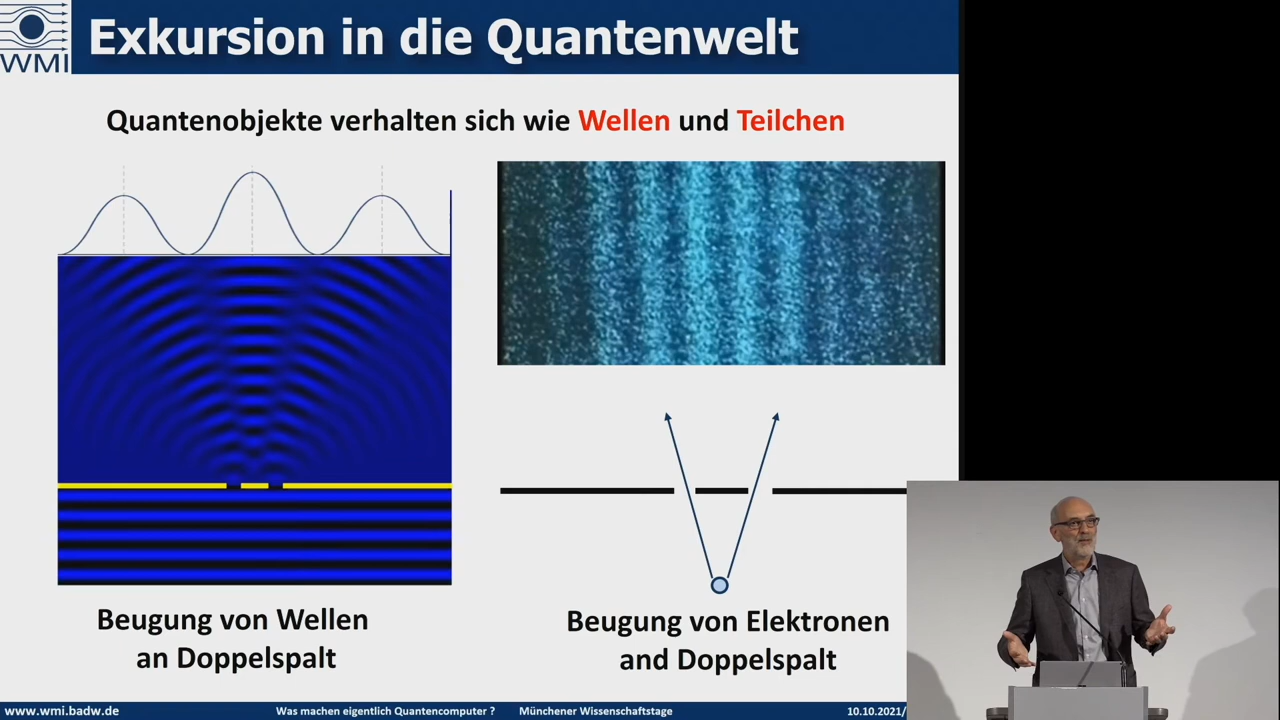 WMI
Exkursion in die Quantenwelt
Quantenobjekte verhalten sich wie Wellen und Teilchen
Beugung von Wellen
an Doppelspalt
Beugung von Elektronen
and Doppelspalt
www.wmi.badw.de
Was machen eigentlich Quantencomputer ?
Münchener Wissenschaftstage
10.10.2021/